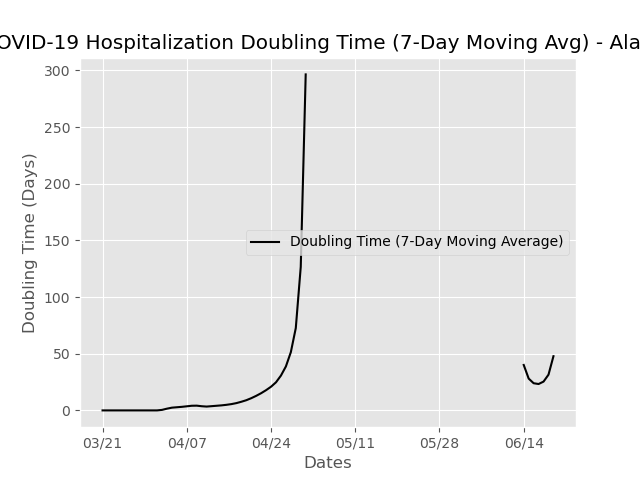 OVID-19 Hospitalization Doubling Time (7-Day Moving Avg) - Ala
300
250
200
150
100
50
0
Doubling Time (Days)
Doubling Time (7-Day Moving Average)
03/21 04/07 04/24 05/11 05/28 06/14
Dates